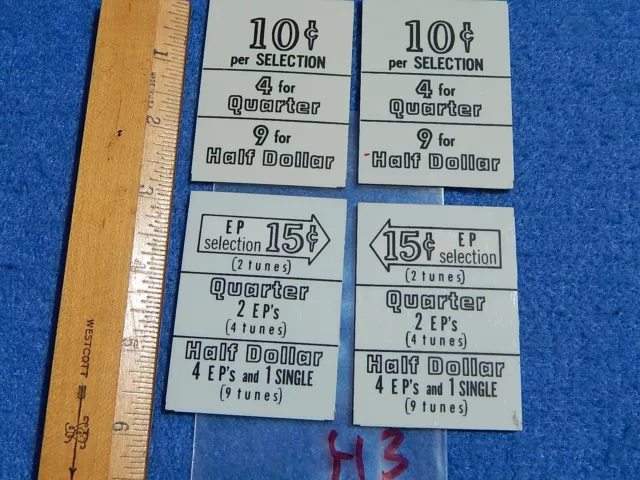 10¢
per SELECTION
4 for
Quarter
9 for
Half Dollar
10¢
per SELECTION
4 for
Quarter
9 for
Half Dollar
EP
selection 15¢
(2 tunes)
Quarter
2 EP's
(4 tunes)
Half Dollar
4 EP's and 1 SINGLE
(9 tunes)
15¢ EP
selection
(2 tunes)
Quarter
2 EP's
(4 tunes)
Half Dollar
4 EP's and 1 SINGLE
(9 tunes)
H3
1
2
3
5
6
WESTCOTT